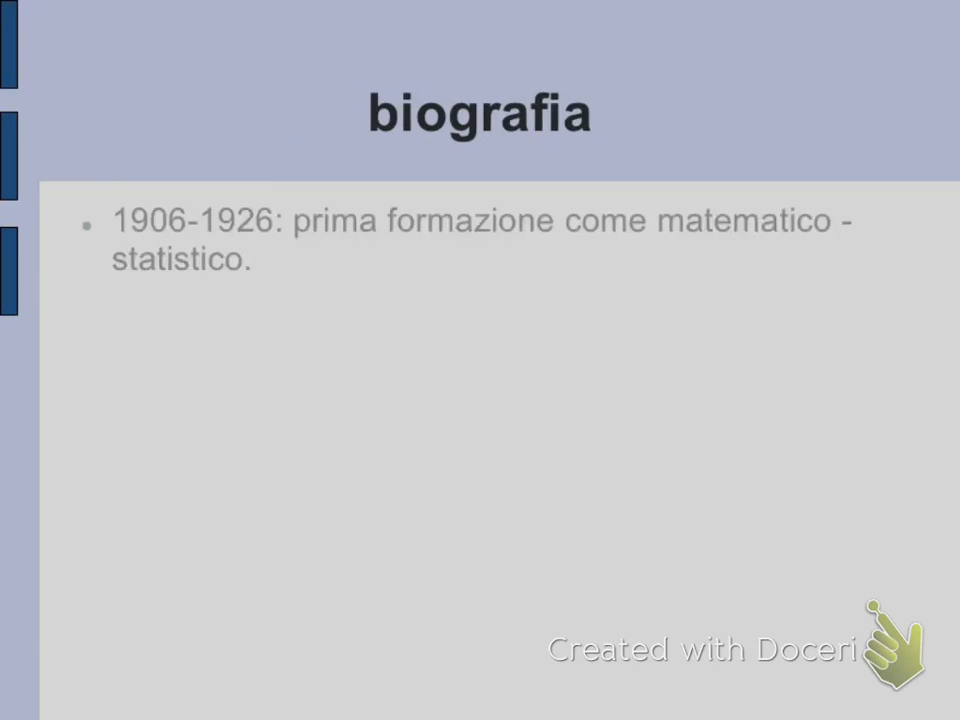 biografia
1906-1926: prima formazione come matematico -
statistico.
Created with Doceri